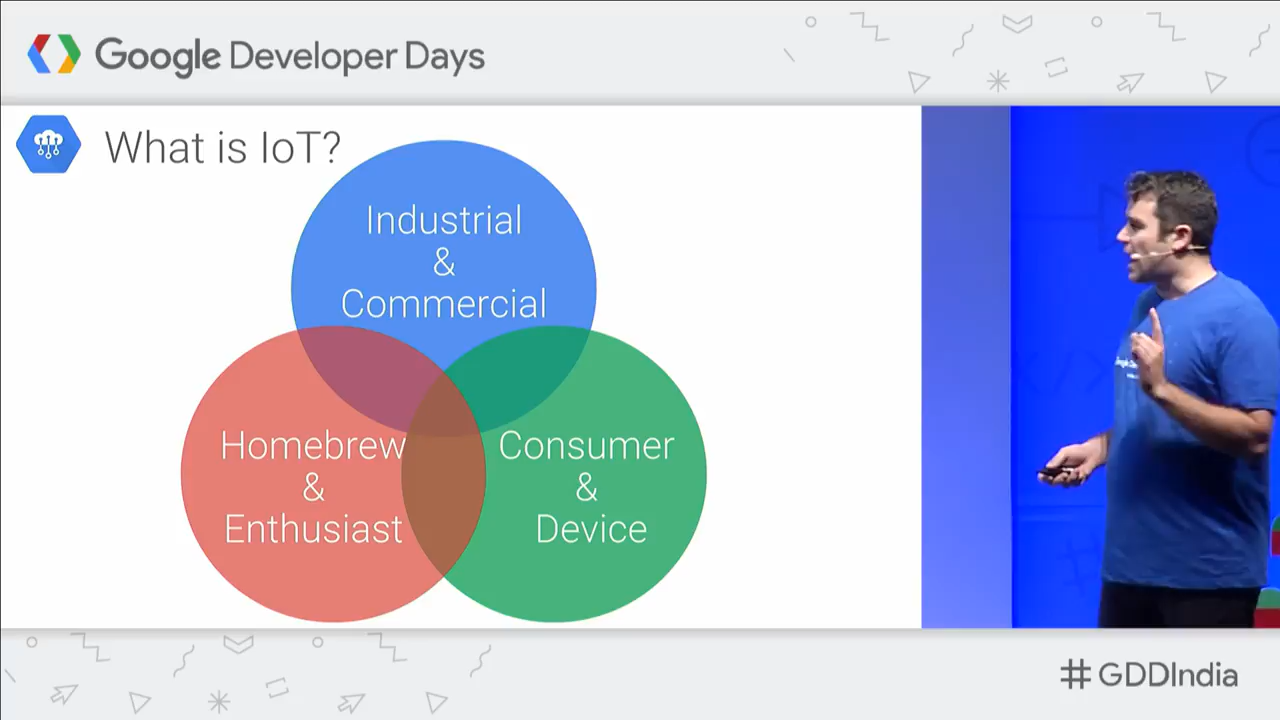 Google Developer Days
What is IoT?
Industrial
&
Commercial
Homebrew
&
Enthusiast
Consumer
&
Device
#GDDIndia